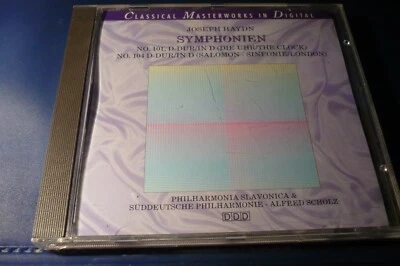 CLASSICAL MASTERWORKS IN DIGITAL
JOSEPH HAYDN
SYMPHONIEN
NO. 101, D-DUR/IN D (DIE UHR/THE CLOCK)
NO. 104 D-DUR/IN D (SALOMON - SINFONIE/LONDON)
PHILHARMONIA SLAVONICA &
SÜDDEUTSCHE PHILHARMONIE - ALFRED SCHOLZ
DDD